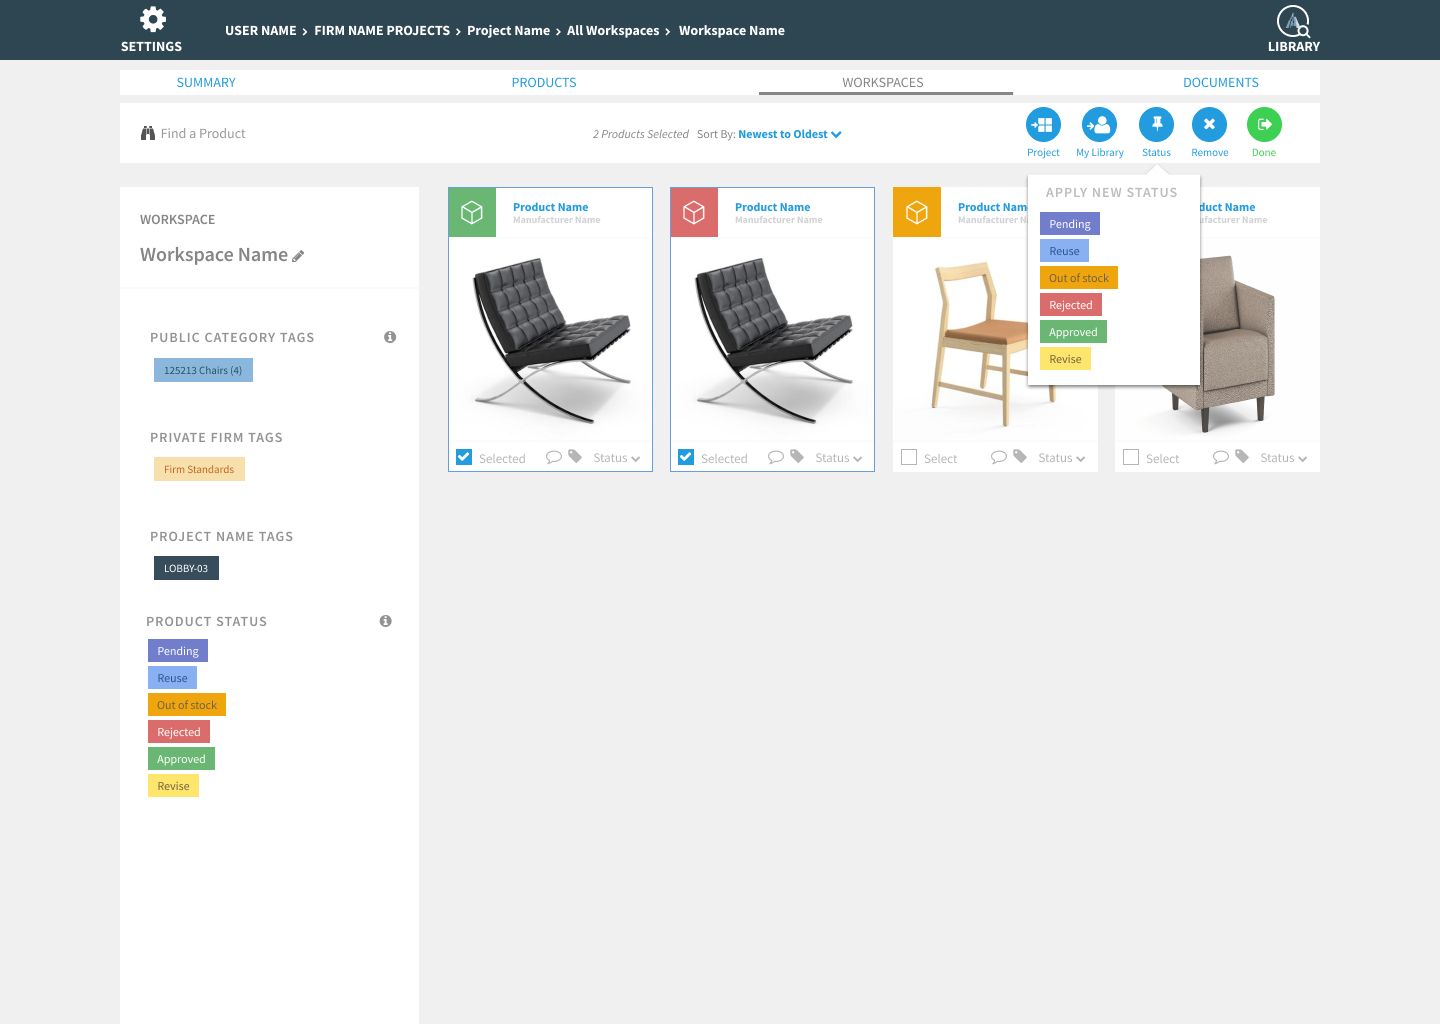 SETTINGS
USER NAME › FIRM NAME PROJECTS › Project Name › All Workspaces › Workspace Name
LIBRARY
SUMMARY
PRODUCTS
WORKSPACES
DOCUMENTS
Find a Product
2 Products Selected Sort By: Newest to Oldest
Project
My Library
Status
Remove
Done
WORKSPACE
Workspace Name
PUBLIC CATEGORY TAGS
125213 Chairs (4)
PRIVATE FIRM TAGS
Firm Standards
PROJECT NAME TAGS
LOBBY-03
PRODUCT STATUS
Pending
Reuse
Out of stock
Rejected
Approved
Revise
Product Name
Manufacturer Name
Selected
Status
Product Name
Manufacturer Name
Selected
Status
Product Nam
Manufacturer N
Select
Status
duct Name
ufacturer Name
Select
Status
APPLY NEW STATUS
Pending
Reuse
Out of stock
Rejected
Approved
Revise